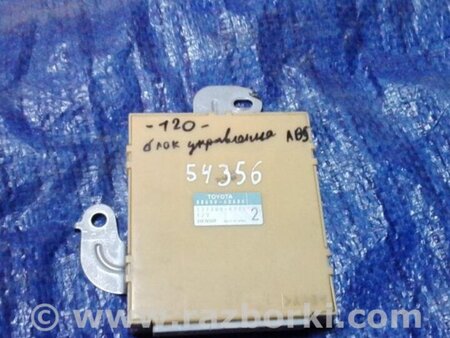 -120-
блок управления ABS
54356
TOYOTA
2
www.razborki.com